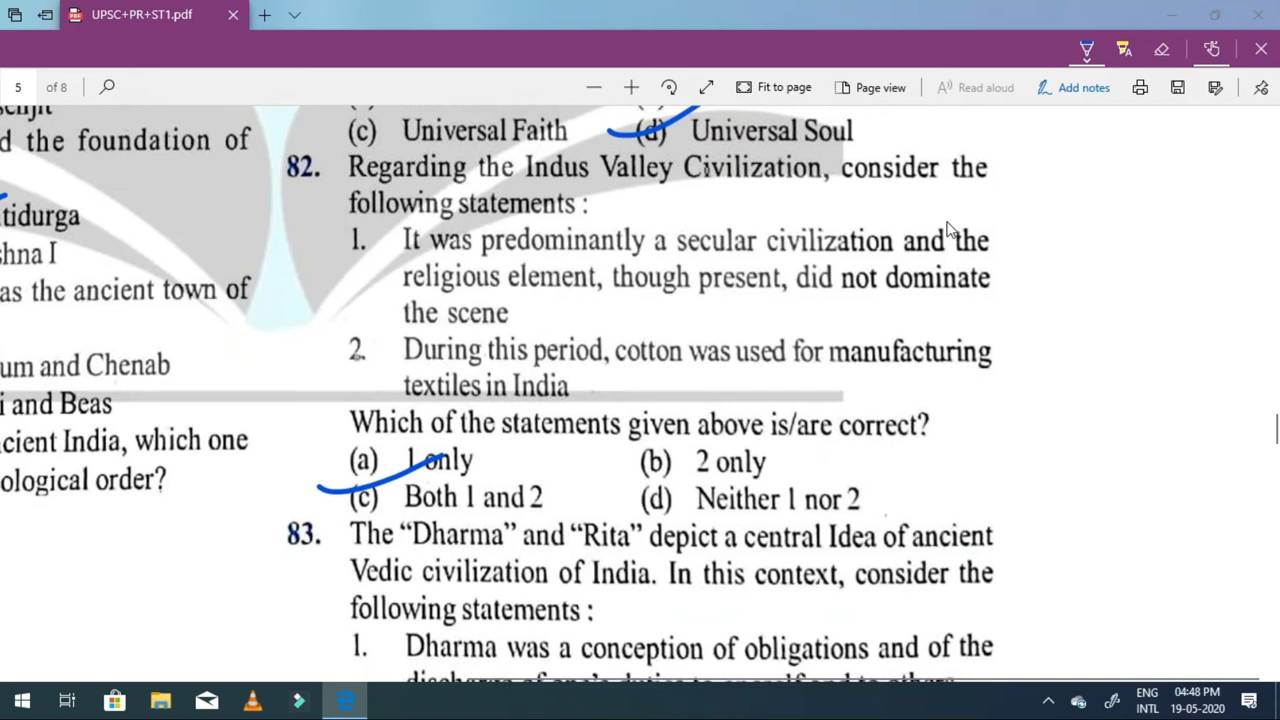 UPSC+PR+ST1.pdf
5 of 8
Fit to page
Page view
Read aloud
Add notes
d the foundation of
tidurga
shna I
as the ancient town of
um and Chenab
i and Beas
cient India, which one
ological order?
(c) Universal Faith (d) Universal Soul
82. Regarding the Indus Valley Civilization, consider the
following statements :
1. It was predominantly a secular civilization and the
religious element, though present, did not dominate
the scene
2. During this period, cotton was used for manufacturing
textiles in India
Which of the statements given above is/are correct?
(a) 1 only (b) 2 only
(c) Both 1 and 2 (d) Neither 1 nor 2
83. The “Dharma” and “Rita” depict a central Idea of ancient
Vedic civilization of India. In this context, consider the
following statements :
1. Dharma was a conception of obligations and of the
ENG
INTL
04:48 PM
19-05-2020